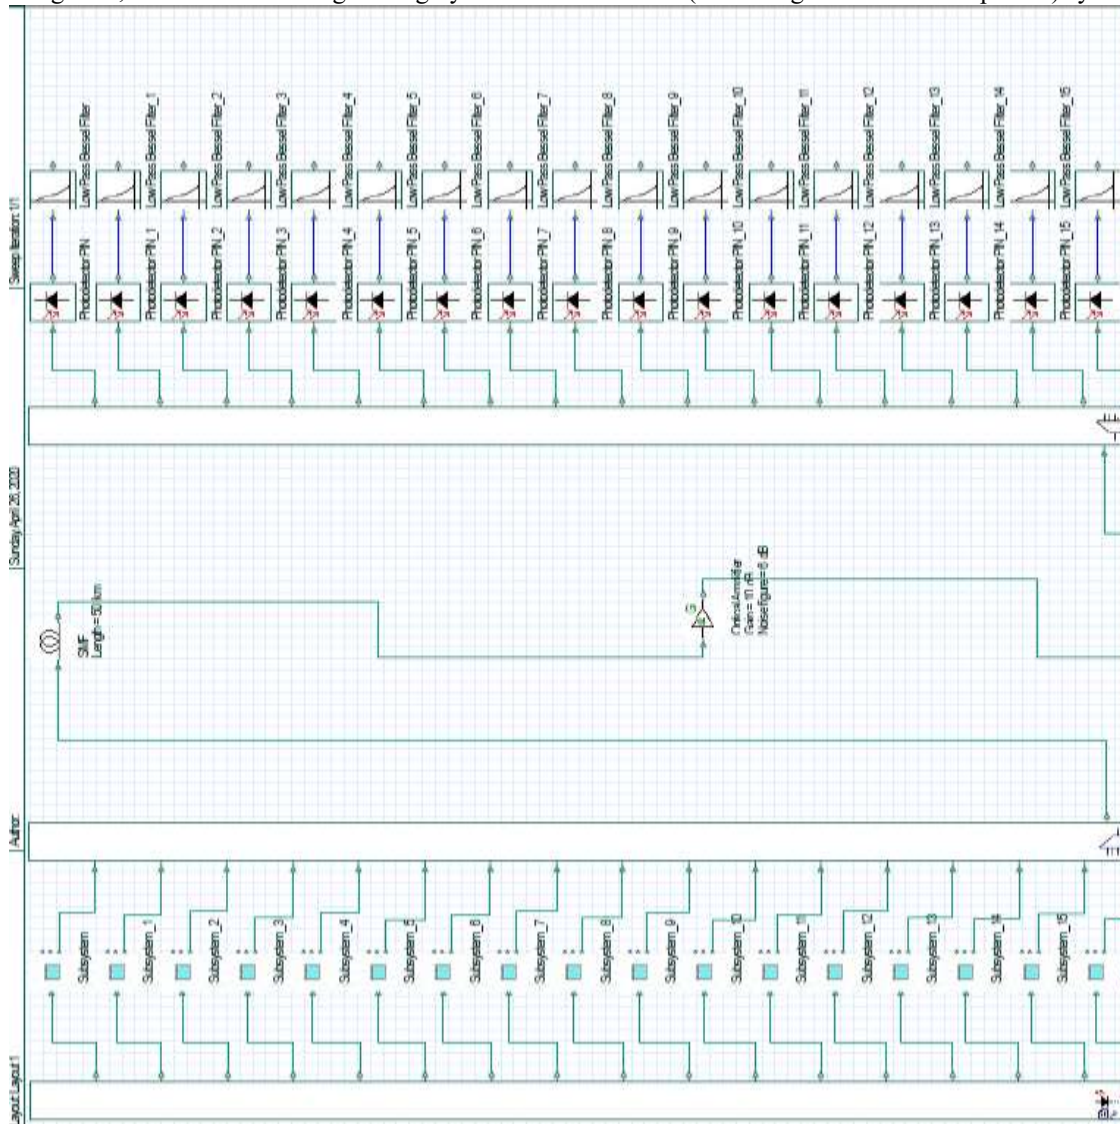 Sweep Iteration: 1/1
Low Pass Bessel Filter
Low Pass Bessel Filter_1
Low Pass Bessel Filter_2
Low Pass Bessel Filter_3
Low Pass Bessel Filter_4
Low Pass Bessel Filter_5
Low Pass Bessel Filter_6
Low Pass Bessel Filter_7
Low Pass Bessel Filter_8
Low Pass Bessel Filter_9
Low Pass Bessel Filter_10
Low Pass Bessel Filter_11
Low Pass Bessel Filter_12
Low Pass Bessel Filter_13
Low Pass Bessel Filter_14
Low Pass Bessel Filter_15
Photodetector PIN
Photodetector PIN_1
Photodetector PIN_2
Photodetector PIN_3
Photodetector PIN_4
Photodetector PIN_5
Photodetector PIN_6
Photodetector PIN_7
Photodetector PIN_8
Photodetector PIN_9
Photodetector PIN_10
Photodetector PIN_11
Photodetector PIN_12
Photodetector PIN_13
Photodetector PIN_14
Photodetector PIN_15
Sunday April 26, 2020
SMF
Length = 50 km
G
Optical Amplifier
Gain = 10 dB
Noise figure = 6 dB
Author:
Subsystem
Subsystem_1
Subsystem_2
Subsystem_3
Subsystem_4
Subsystem_5
Subsystem_6
Subsystem_7
Subsystem_8
Subsystem_9
Subsystem_10
Subsystem_11
Subsystem_12
Subsystem_13
Subsystem_14
Subsystem_15
Layout: Layout 1